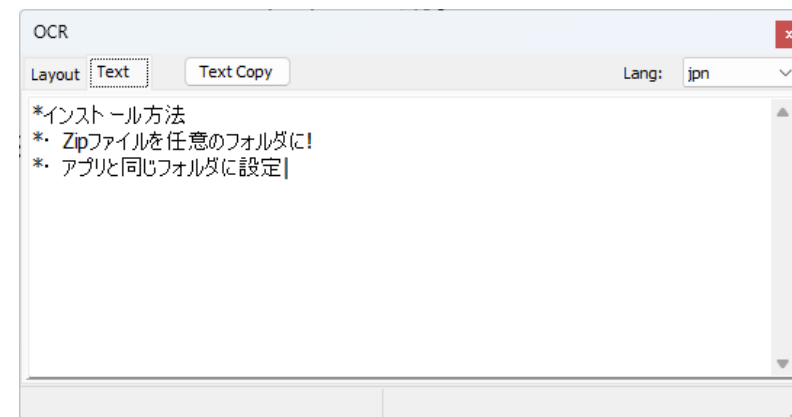 OCR
x
Layout Text Text Copy Lang: jpn
*インストール方法
*・ Zipファイルを任意のフォルダに!
*・ アプリと同じフォルダに設定